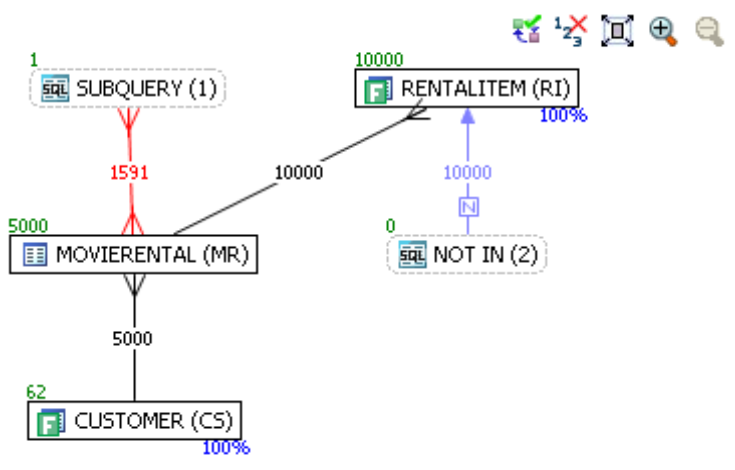 1
SUBQUERY (1)
10000
RENTALITEM (RI)
100%
1591
10000
10000
N
5000
MOVIERENTAL (MR)
0
NOT IN (2)
5000
62
CUSTOMER (CS)
100%